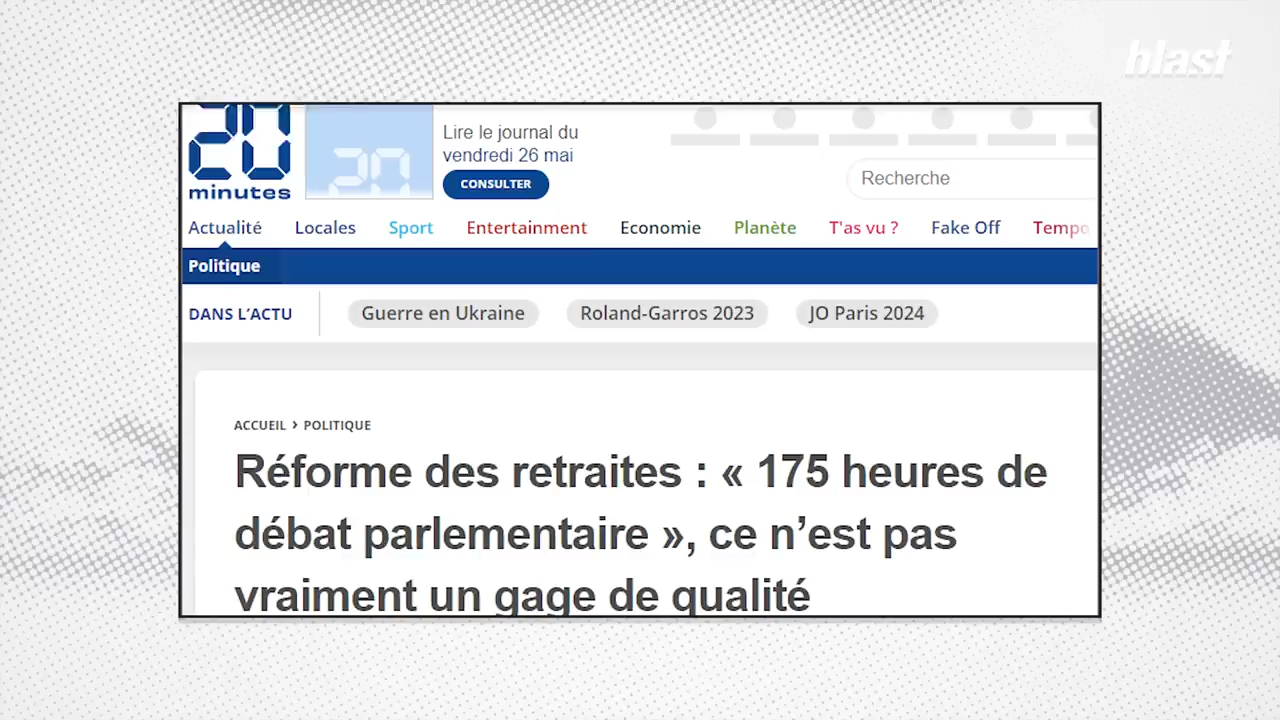 blast
20
minutes
20
Lire le journal du
vendredi 26 mai
CONSULTER
Recherche
Actualité Locales Sport Entertainment Economie Planète T'as vu ? Fake Off Tempo
Politique
DANS L’ACTU Guerre en Ukraine Roland-Garros 2023 JO Paris 2024
ACCUEIL › POLITIQUE
Réforme des retraites : « 175 heures de
débat parlementaire », ce n’est pas
vraiment un gage de qualité